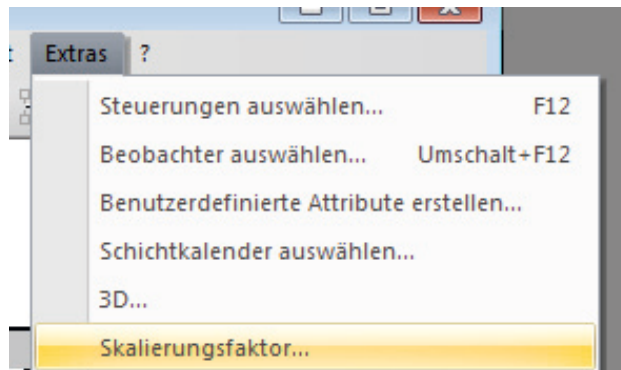 Extras ?
Steuerungen auswählen... F12
Beobachter auswählen... Umschalt+F12
Benutzerdefinierte Attribute erstellen...
Schichtkalender auswählen...
3D...
Skalierungsfaktor...